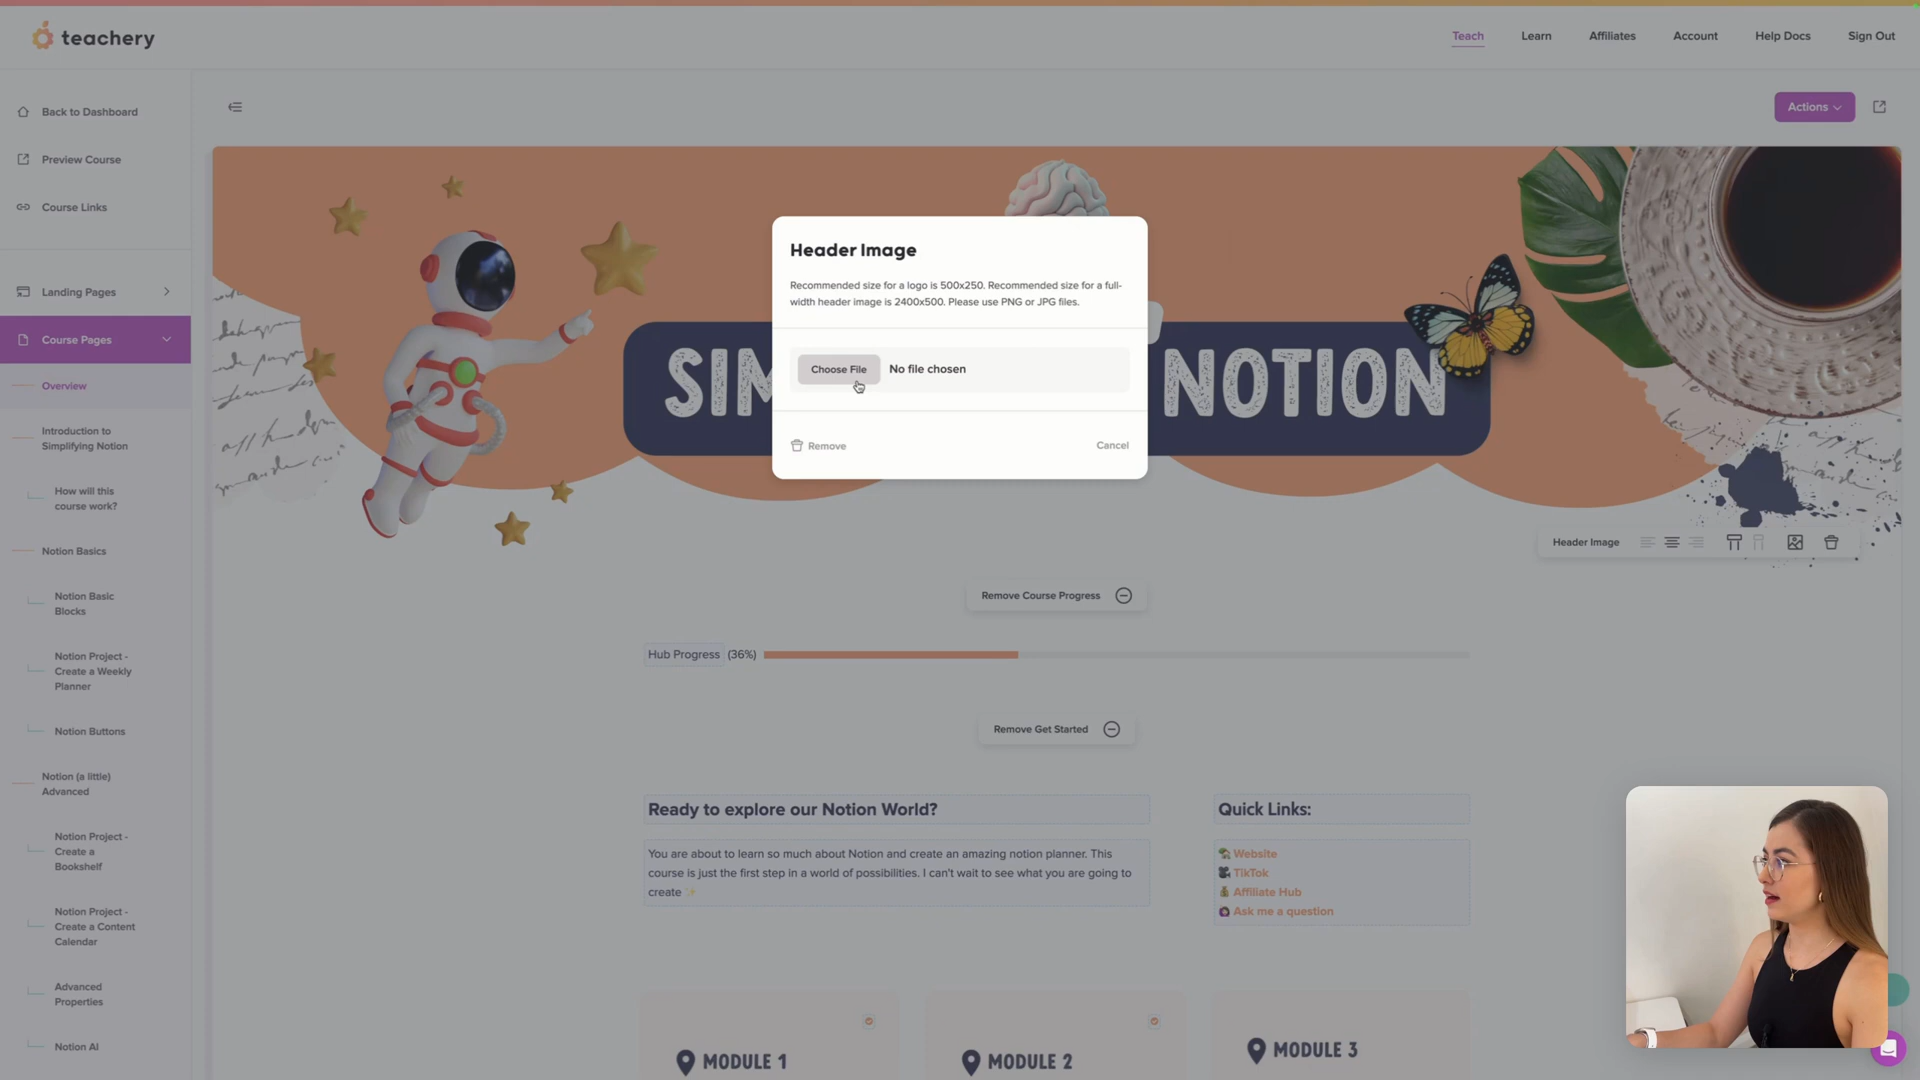 teachery
Teach
Learn
Affiliates
Account
Help Docs
Sign Out
Back to Dashboard
Preview Course
Course Links
Landing Pages
Course Pages
Overview
Introduction to
Simplifying Notion
How will this
course work?
Notion Basics
Notion Basic
Blocks
Notion Project -
Create a Weekly
Planner
Notion Buttons
Notion (a little)
Advanced
Notion Project -
Create a
Bookshelf
Notion Project -
Create a Content
Calendar
Advanced
Properties
Notion AI
Actions
SIM
NOTION
Header Image
Recommended size for a logo is 500x250. Recommended size for a full-
width header image is 2400x500. Please use PNG or JPG files.
Choose File
No file chosen
Remove
Cancel
Header Image
Remove Course Progress
Hub Progress (36%)
Remove Get Started
Ready to explore our Notion World?
You are about to learn so much about Notion and create an amazing notion planner. This
course is just the first step in a world of possibilities. I can't wait to see what you are going to
create ✨
Quick Links:
Website
TikTok
Affiliate Hub
Ask me a question
MODULE 1
MODULE 2
MODULE 3